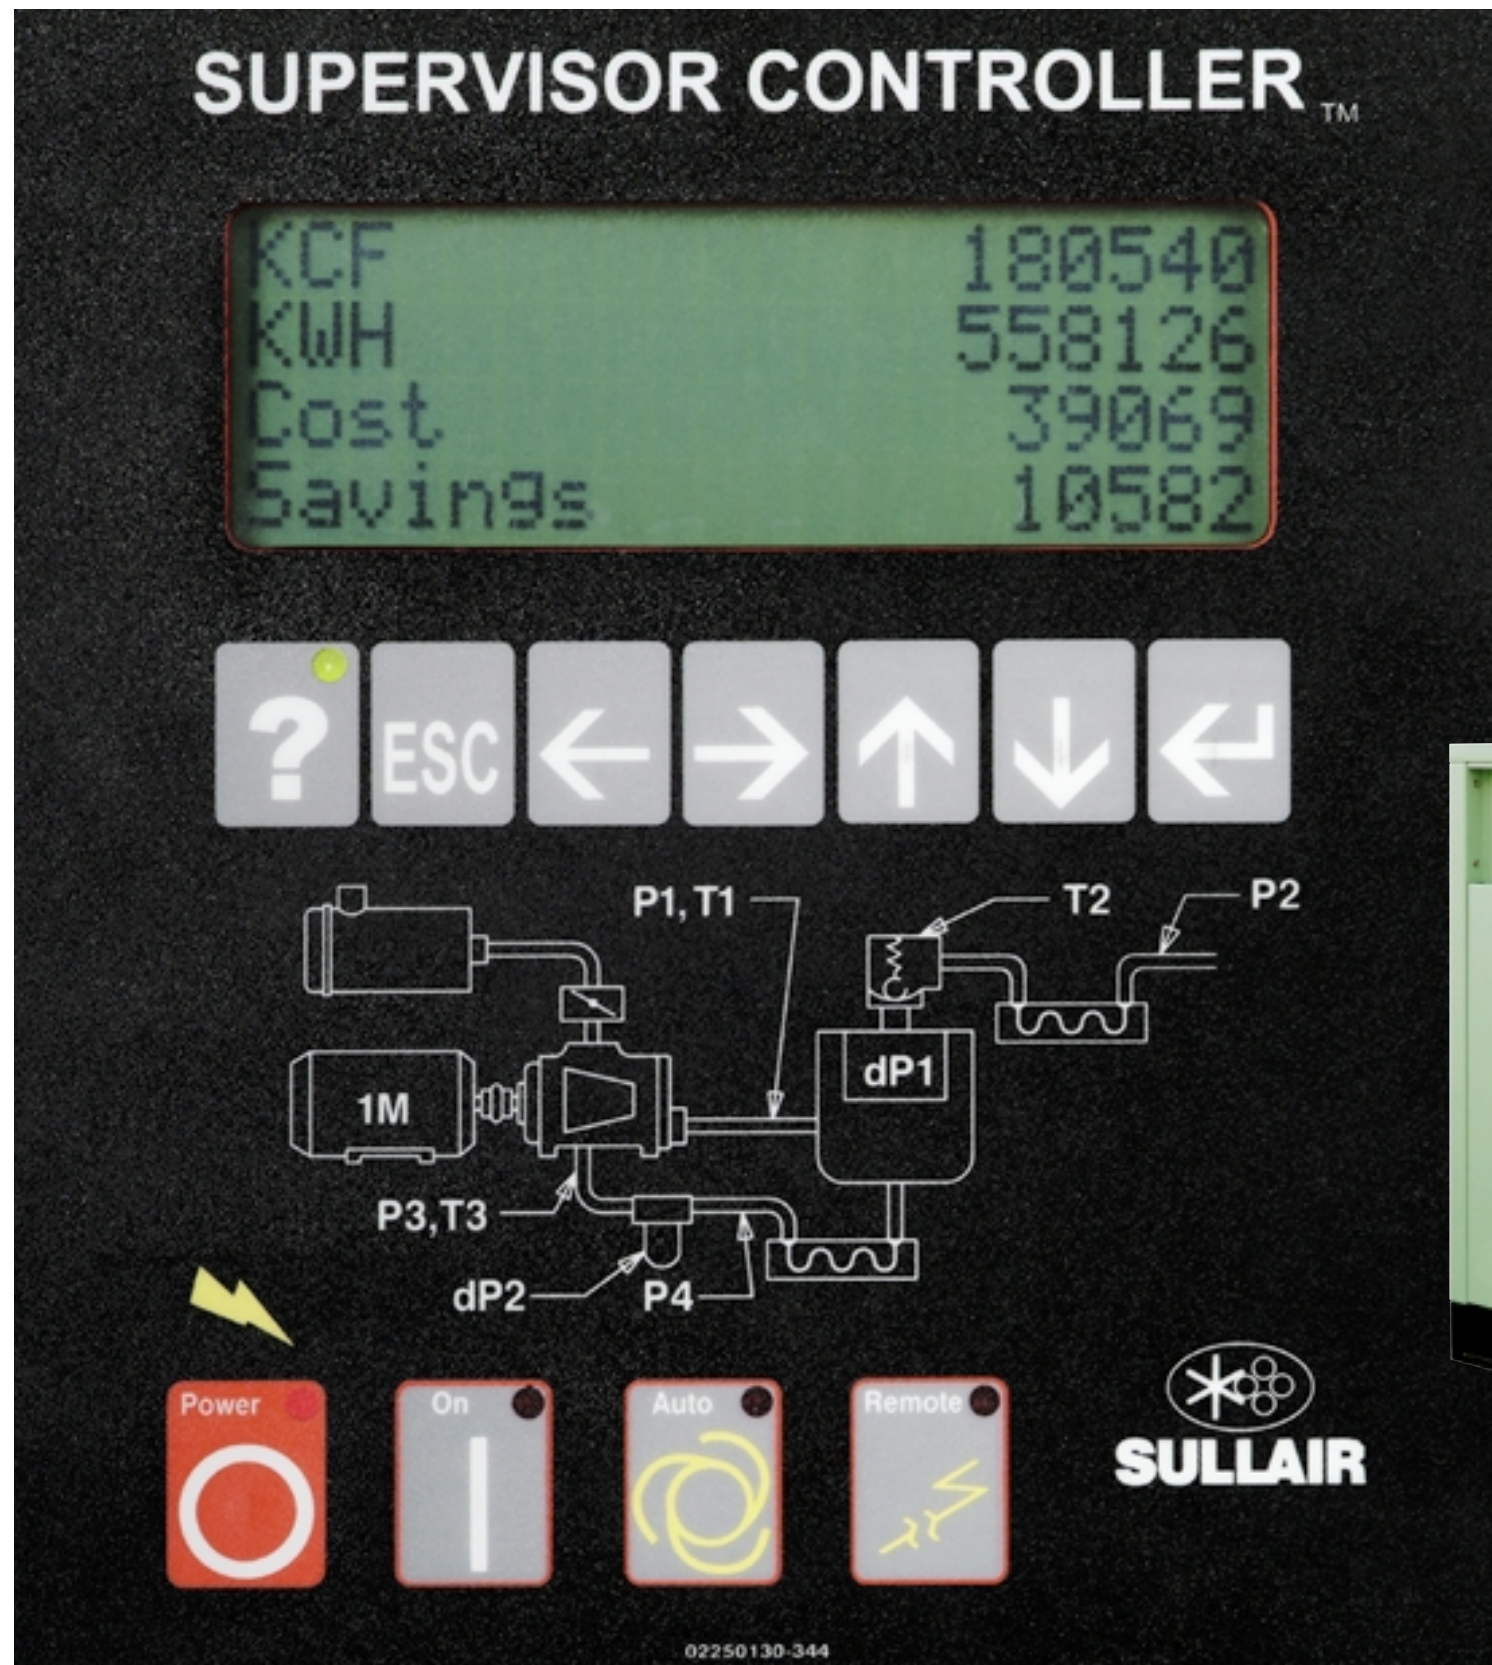 SUPERVISOR CONTROLLER TM
KCF 180540
KWH 558126
Cost 39069
Savings 10582
? ESC
P1, T1
T2
P2
dP1
1M
P3,T3
dP2
P4
Power
On
Auto
Remote
SULLAIR
02250130-344